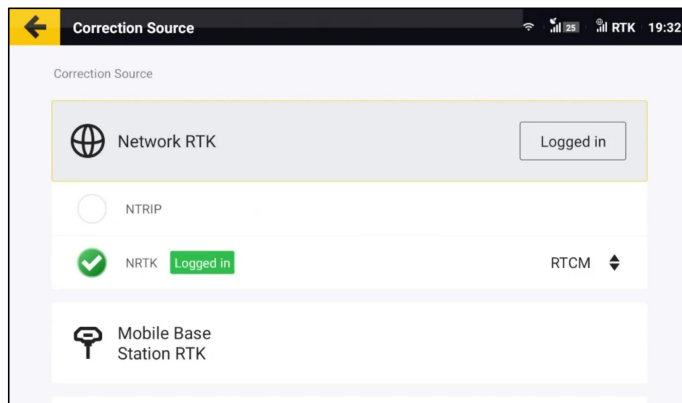 Correction Source
25 RTK 19:32
Correction Source
Network RTK
Logged in
NTRIP
NRTK Logged in
RTCM
Mobile Base
Station RTK